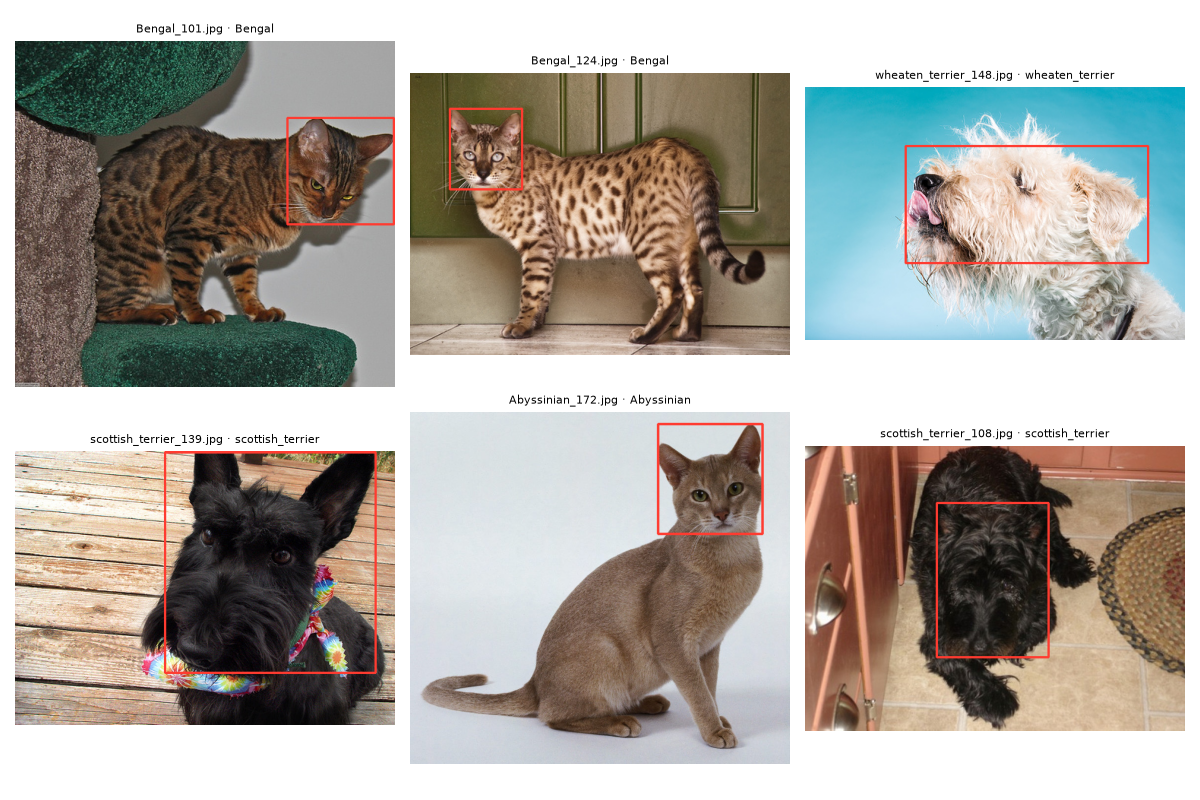 Bengal_101.jpg · Bengal
Bengal_124.jpg · Bengal
wheaten_terrier_148.jpg · wheaten_terrier
scottish_terrier_139.jpg · scottish_terrier
Abyssinian_172.jpg · Abyssinian
scottish_terrier_108.jpg · scottish_terrier